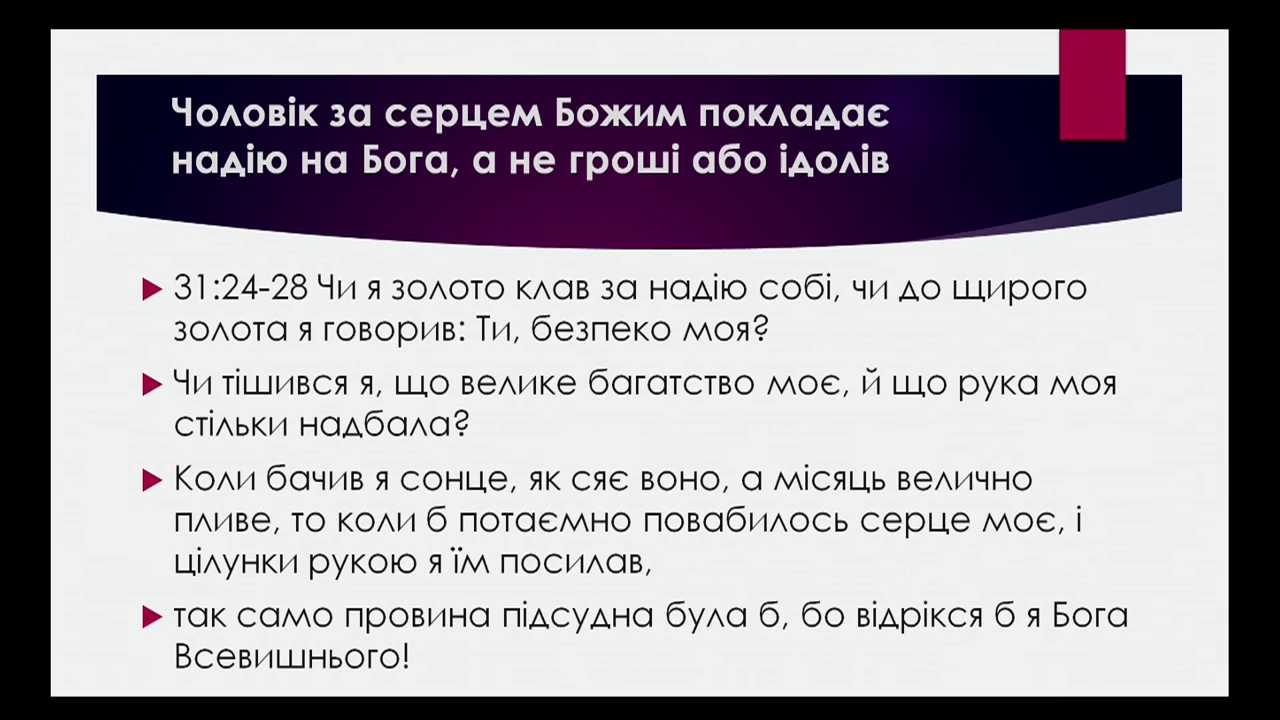 Чоловік за серцем Божим покладає
надію на Бога, а не гроші або ідолів
31:24-28 Чи я золото клав за надію собі, чи до щирого
золота я говорив: Ти, безпеко моя?
Чи тішився я, що велике багатство моє, й що рука моя
стільки надбала?
Коли бачив я сонце, як сяє воно, а місяць велично
пливе, то коли б потаємно повабилось серце моє, і
цілунки рукою я їм посилав,
так само провина підсудна була б, бо відрікся б я Бога
Всевишнього!